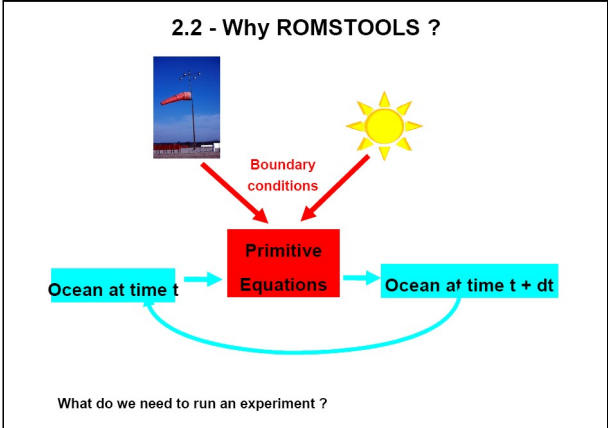 2.2 - Why ROMSTOOLS ?
Boundary
conditions
Primitive
Equations
Ocean at time t
Ocean at time t + dt
What do we need to run an experiment ?